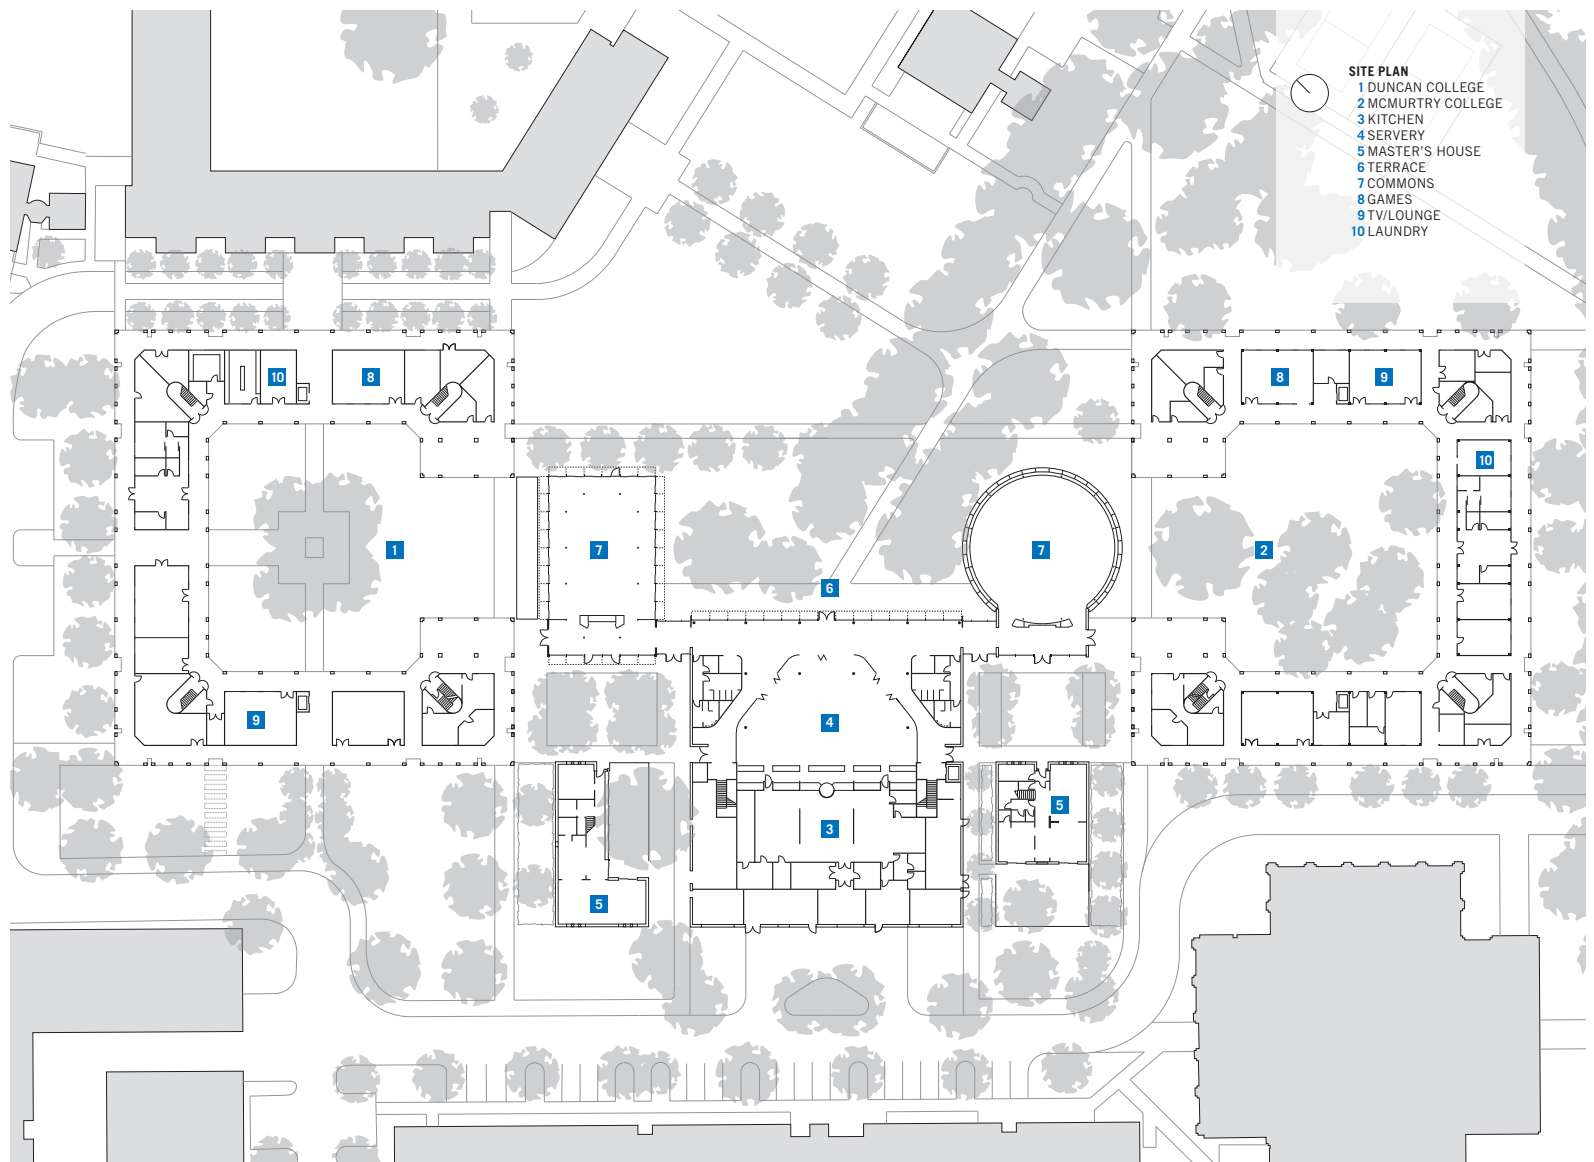 SITE PLAN
1 DUNCAN COLLEGE
2 MCMURTRY COLLEGE
3 KITCHEN
4 SERVERY
5 MASTER'S HOUSE
6 TERRACE
7 COMMONS
8 GAMES
9 TV/LOUNGE
10 LAUNDRY
10
8
8
9
10
1
7
7
2
6
9
4
5
3
5